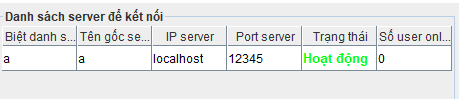 Danh sách server để kết nối
Biệt danh s... Tên gốc se... IP server Port server Trạng thái Số user onl...
a a localhost 12345 Hoạt động 0